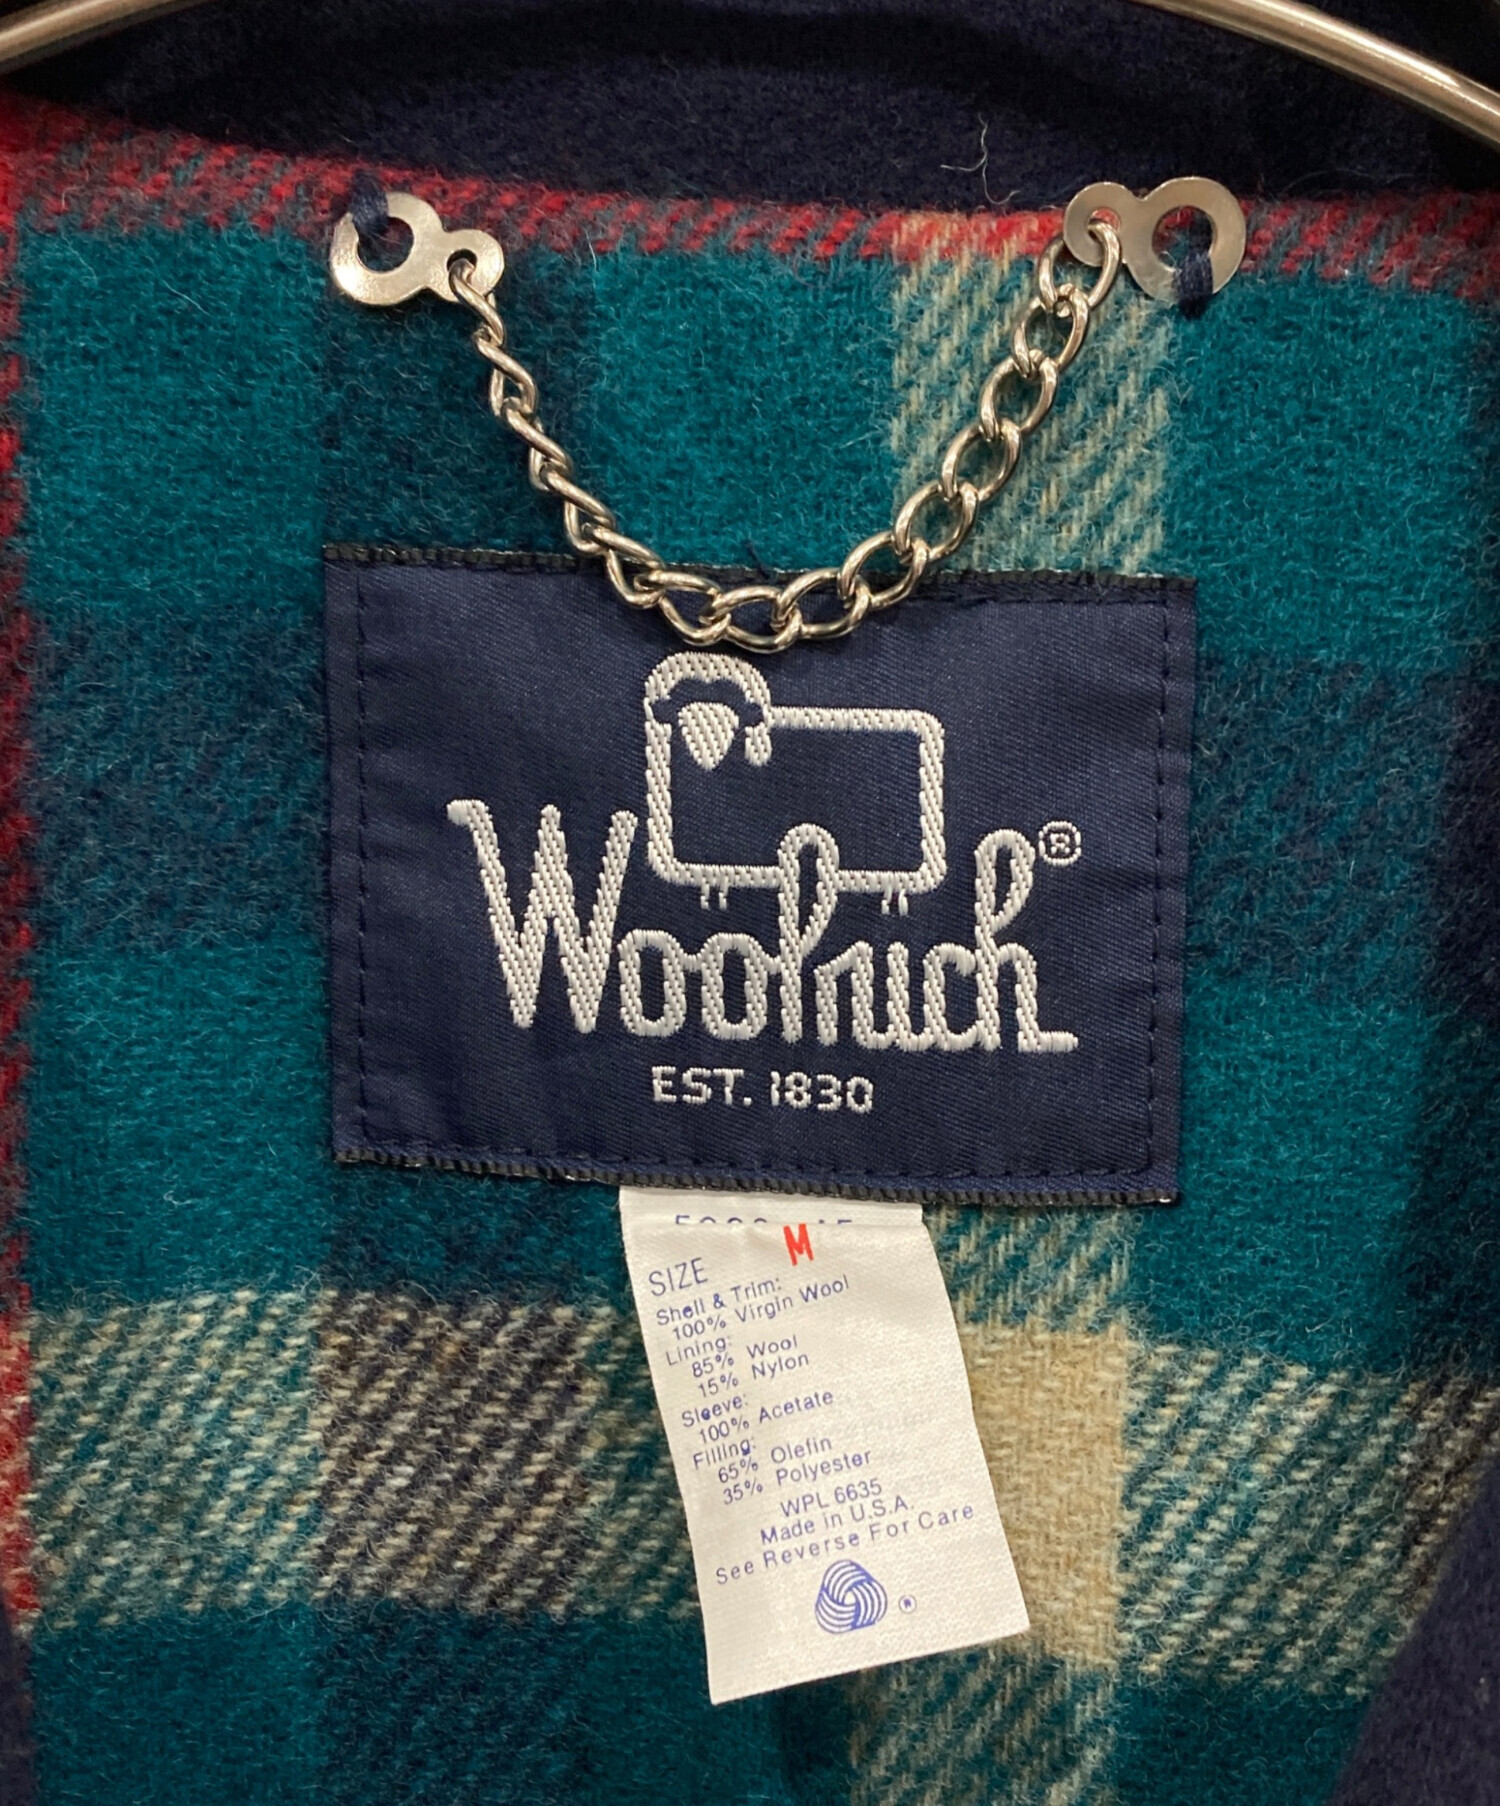 Woolrich®
EST. 1830
M
SIZE
Shell & Trim:
100% Virgin Wool
Lining:
85% Wool
15% Nylon
Sleeve:
100% Acetate
Filling:
65% Olefin
35% Polyester
WPL 6635
Made in U.S.A.
See Reverse For Care
®